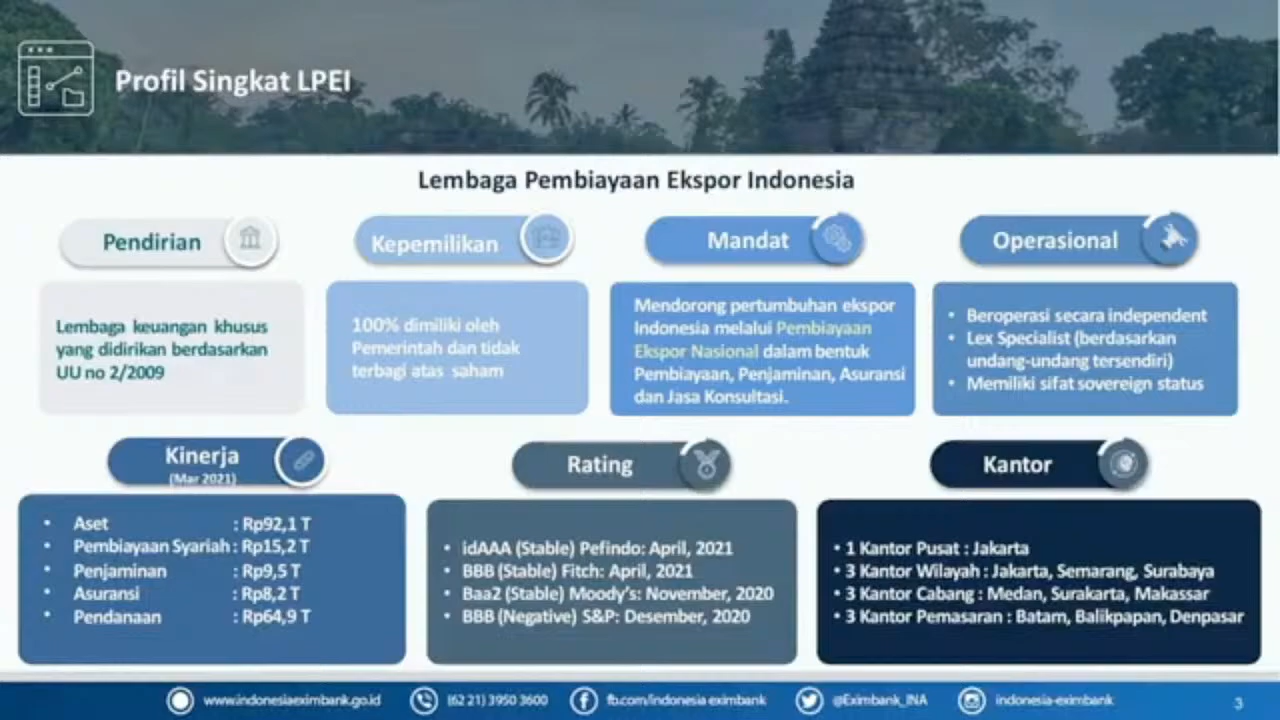 Profil Singkat LPEI
Lembaga Pembiayaan Ekspor Indonesia
Pendirian
Lembaga keuangan khusus
yang didirikan berdasarkan
UU no 2/2009
Kepemilikan
100% dimiliki oleh
Pemerintah dan tidak
terbagi atas saham
Mandat
Mendorong pertumbuhan ekspor
Indonesia melalui Pembiayaan
Ekspor Nasional dalam bentuk
Pembiayaan, Penjaminan, Asuransi
dan Jasa Konsultasi.
Operasional
• Beroperasi secara independent
• Lex Specialist (berdasarkan
undang-undang tersendiri)
• Memiliki sifat sovereign status
Kinerja
(Mar 2021)
• Aset : Rp92,1 T
• Pembiayaan Syariah : Rp15,2 T
• Penjaminan : Rp9,5 T
• Asuransi : Rp8,2 T
• Pendanaan : Rp64,9 T
Rating
• idAAA (Stable) Pefindo: April, 2021
• BBB (Stable) Fitch: April, 2021
• Baa2 (Stable) Moody's: November, 2020
• BBB (Negative) S&P: Desember, 2020
Kantor
• 1 Kantor Pusat : Jakarta
• 3 Kantor Wilayah : Jakarta, Semarang, Surabaya
• 3 Kantor Cabang : Medan, Surakarta, Makassar
• 3 Kantor Pemasaran : Batam, Balikpapan, Denpasar
www.indonesiaeximbank.go.id (62 21) 3950 3600 fb.com/indonesia eximbank @Eximbank_INA indonesia-eximbank 3